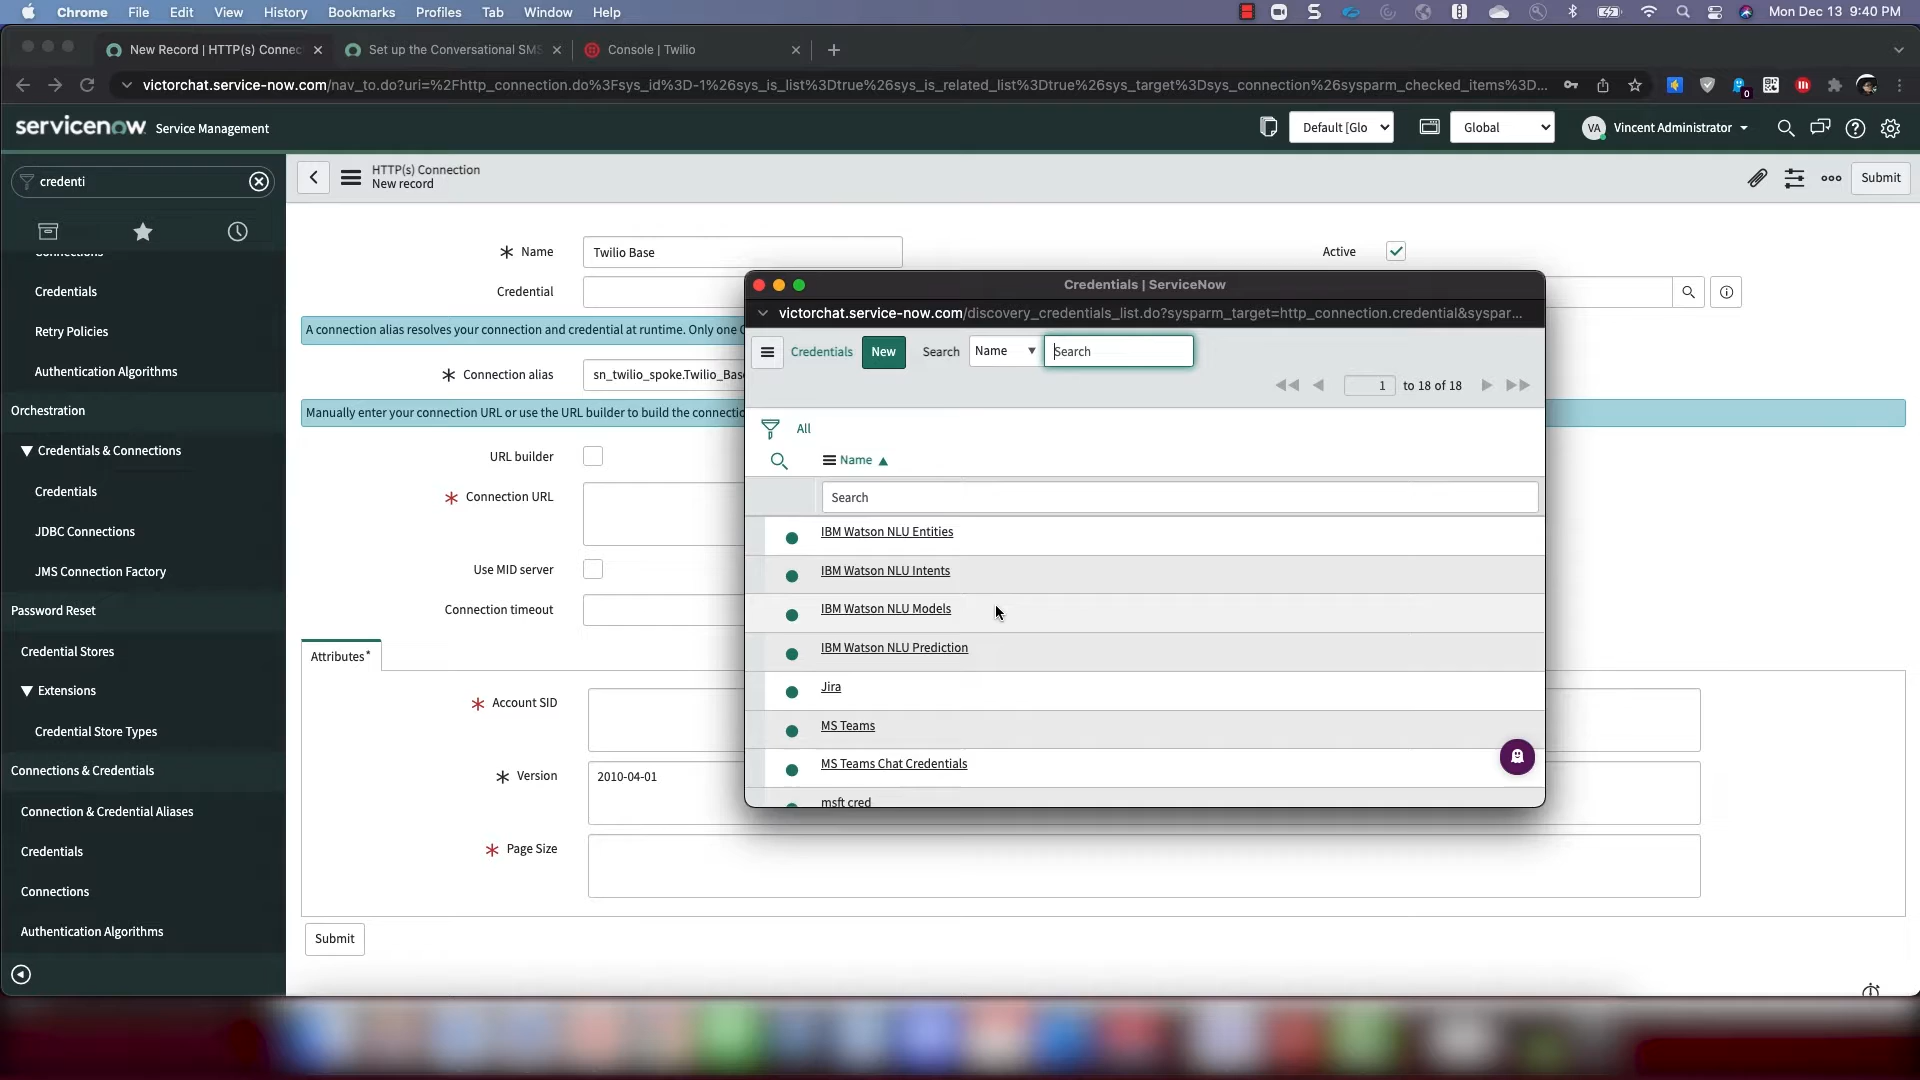 Chrome File Edit View History Bookmarks Profiles Tab Window Help Mon Dec 13 9:40 PM
New Record | HTTP(s) Connec Set up the Conversational SMS Console | Twilio
victorchat.service-now.com/nav_to.do?uri=%2Fhttp_connection.do%3Fsys_id%3D-1%26sys_is_list%3Dtrue%26sys_is_related_list%3Dtrue%26sys_target%3Dsys_connection%26sysparm_checked_items%3D...
servicenow Service Management Default [Glo Global VA Vincent Administrator
credenti
HTTP(s) Connection
New record
Submit
Connections
Credentials
Retry Policies
Authentication Algorithms
Orchestration
Credentials & Connections
Credentials
JDBC Connections
JMS Connection Factory
Password Reset
Credential Stores
Extensions
Credential Store Types
Connections & Credentials
Connection & Credential Aliases
Credentials
Connections
Authentication Algorithms
Name Twilio Base Active
Credential
A connection alias resolves your connection and credential at runtime. Only one
Connection alias sn_twilio_spoke.Twilio_Bas
Manually enter your connection URL or use the URL builder to build the connectio
URL builder
Connection URL
Use MID server
Connection timeout
Attributes*
Account SID
Version 2010-04-01
Page Size
Submit
Credentials | ServiceNow
victorchat.service-now.com/discovery_credentials_list.do?sysparm_target=http_connection.credential&syspar...
Credentials New Search Name Search
1 to 18 of 18
All
Name
Search
IBM Watson NLU Entities
IBM Watson NLU Intents
IBM Watson NLU Models
IBM Watson NLU Prediction
Jira
MS Teams
MS Teams Chat Credentials
msft cred